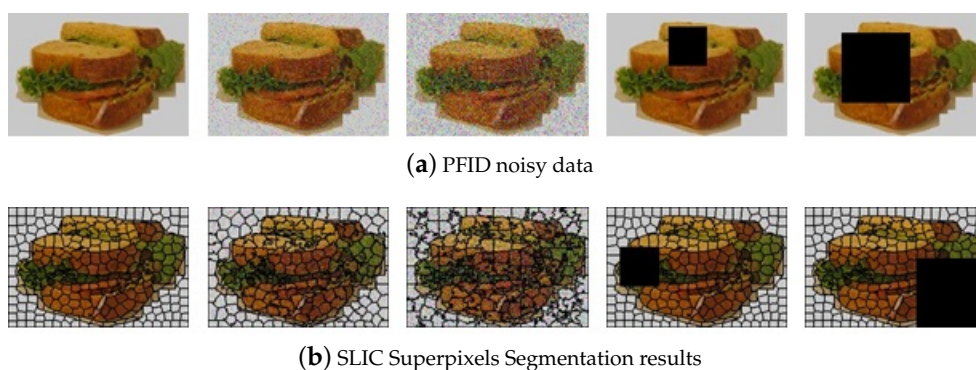 (a) PFID noisy data
(b) SLIC Superpixels Segmentation results